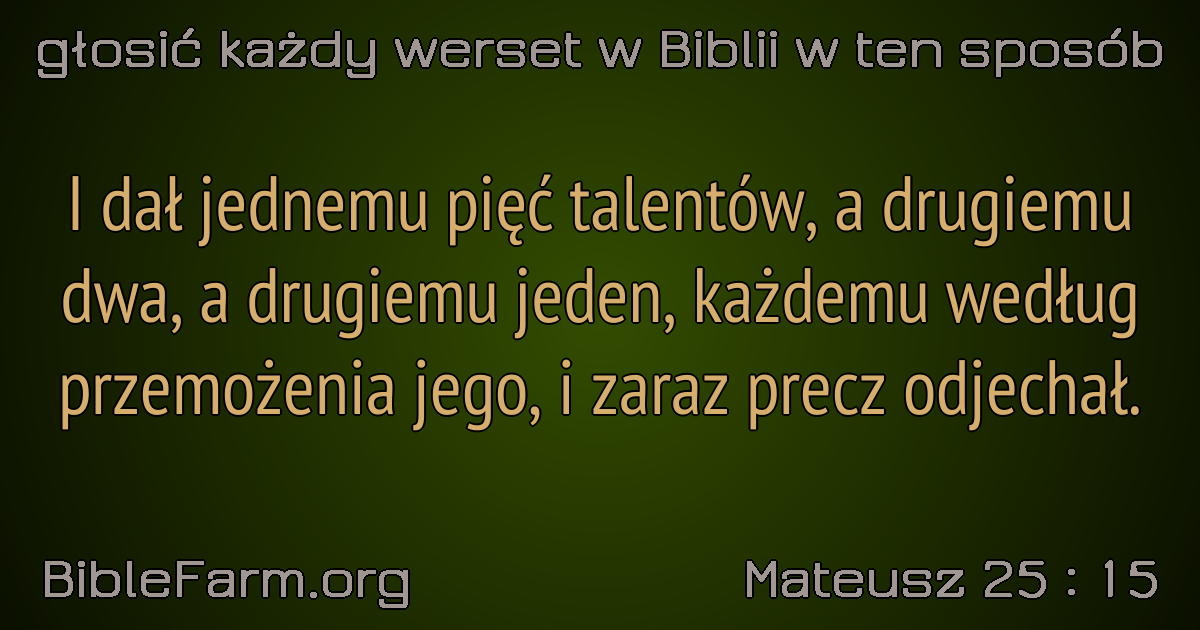 głosić każdy werset w Biblii w ten sposób
I dał jednemu pięć talentów, a drugiemu
dwa, a drugiemu jeden, każdemu według
przemożenia jego, i zaraz precz odjechał.
BibleFarm.org
Mateusz 25 : 15